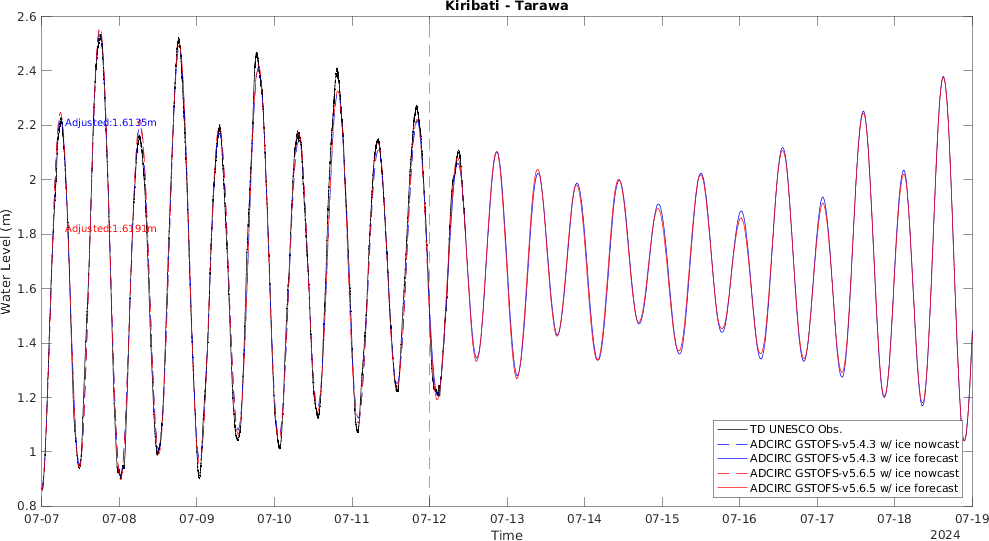 Kiribati - Tarawa
2.6
2.4
2.2
2
1.8
1.6
1.4
1.2
1
0.8
Water Level (m)
Adjusted:1.6135m
Adjusted:1.6191m
TD UNESCO Obs.
ADCIRC GSTOFS-v5.4.3 w/ ice nowcast
ADCIRC GSTOFS-v5.4.3 w/ ice forecast
ADCIRC GSTOFS-v5.6.5 w/ ice nowcast
ADCIRC GSTOFS-v5.6.5 w/ ice forecast
07-07 07-08 07-09 07-10 07-11 07-12 07-13 07-14 07-15 07-16 07-17 07-18 07-19
Time
2024